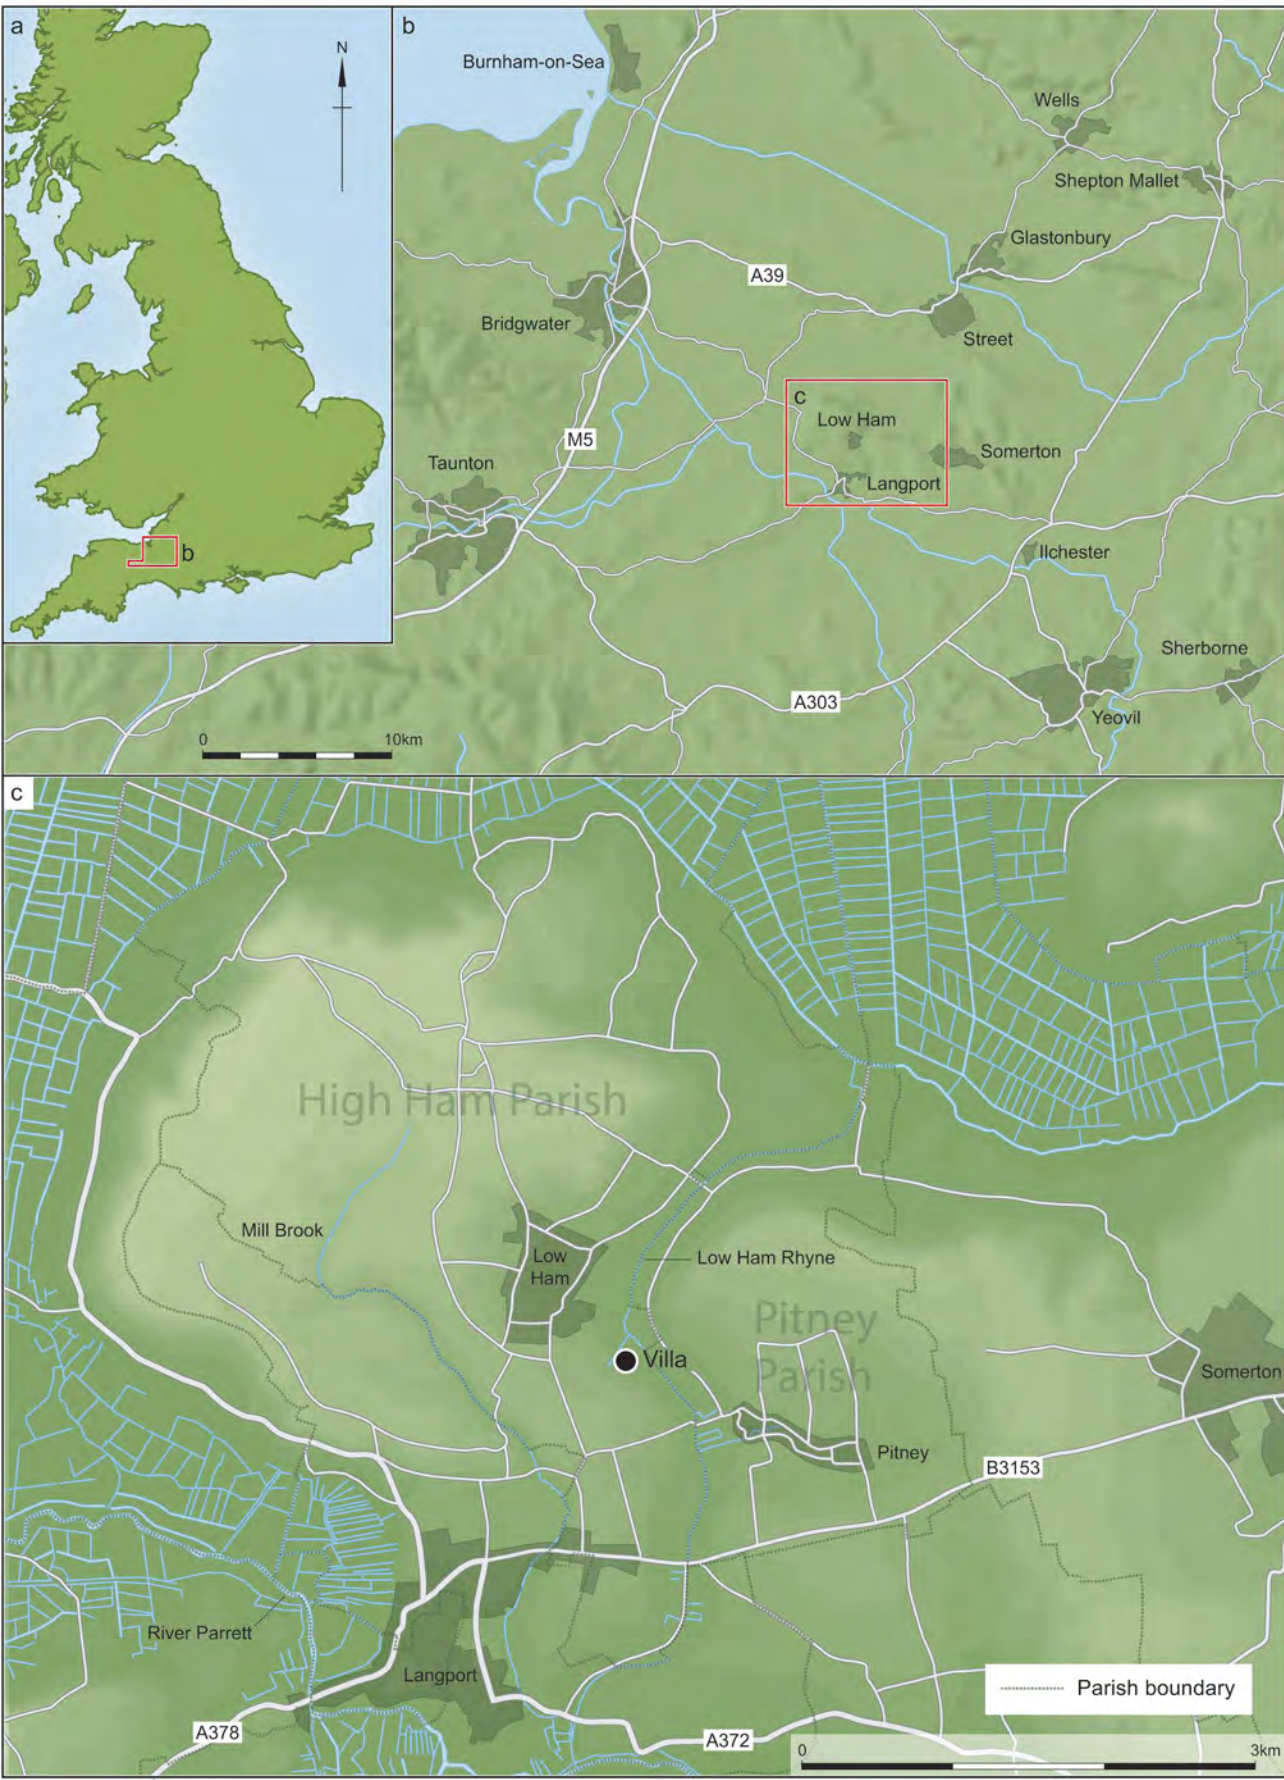 a
N
b
b
Burnham-on-Sea
Wells
Shepton Mallet
Glastonbury
A39
Bridgwater
Street
c
Low Ham
M5
Somerton
Taunton
Langport
Ilchester
Sherborne
A303
Yeovil
0 10km
c
High Ham Parish
Mill Brook
Low
Ham
Low Ham Rhyne
Pitney
Parish
Villa
Somerton
Pitney
B3153
River Parrett
Langport
Parish boundary
A378
A372
0 3km